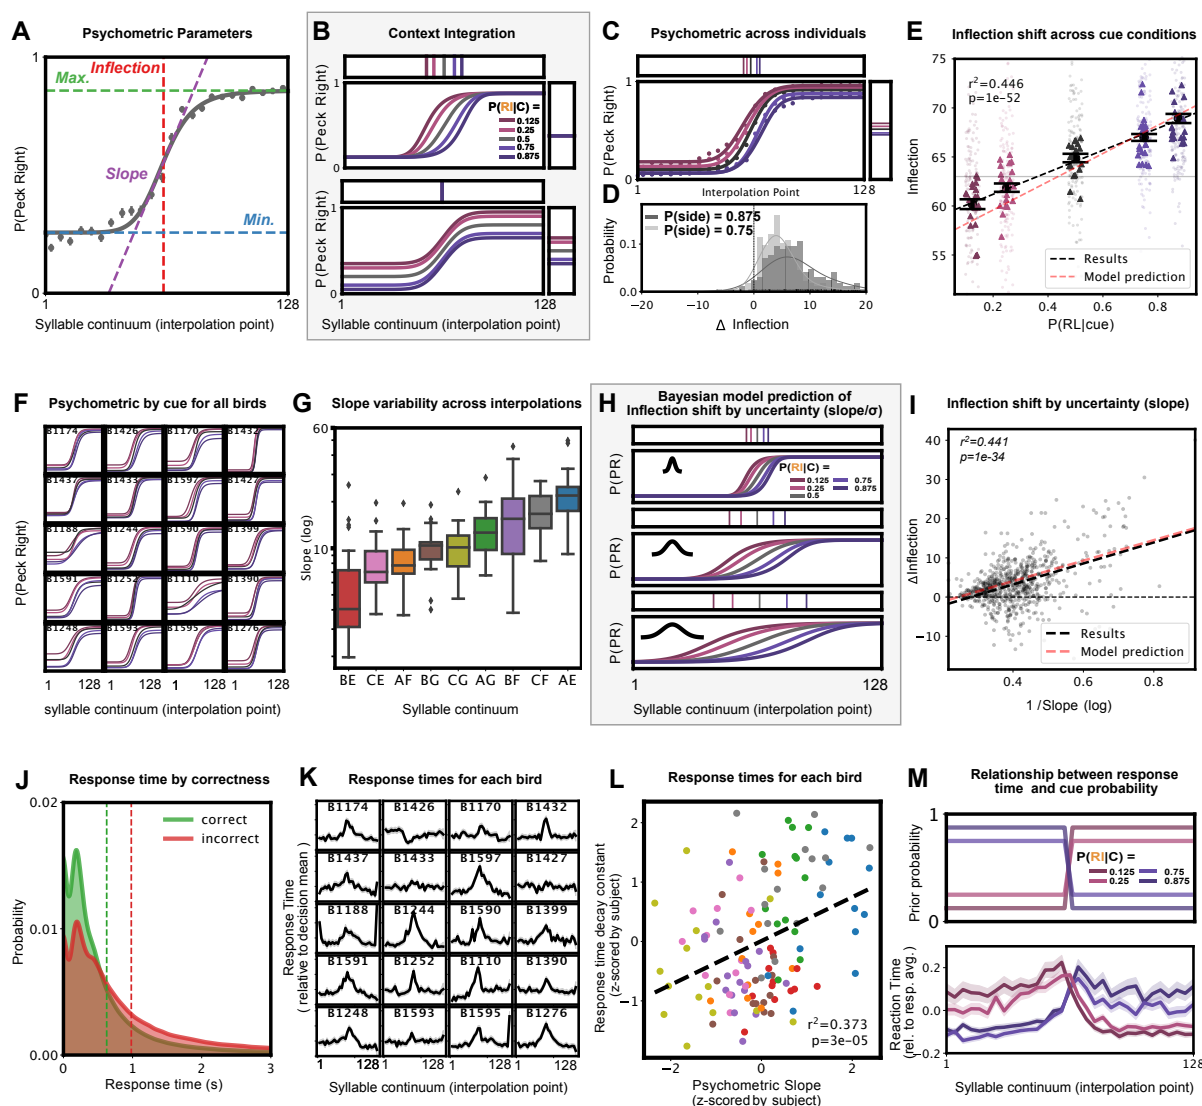 A
Psychometric Parameters
1
Inflection
Max.
Slope
Min.
P(Peck Right)
0
1
128
Syllable continuum (interpolation point)
B
Context Integration
1
P(RI|C) =
0.125
0.25
0.5
0.75
0.875
P(Peck Right)
0
1
P(Peck Right)
0
1
128
Syllable continuum (interpolation point)
C
Psychometric across individuals
1
P(Peck Right)
0
1
Interpolation Point
128
D
P(side) = 0.875
P(side) = 0.75
Probability
0.1
0.0
−20
−10
0
10
20
Δ Inflection
E
Inflection shift across cue conditions
r²=0.446
p=1e-52
75
70
65
60
55
Inflection
Results
Model prediction
0.2
0.4
0.6
0.8
P(RL|cue)
F
Psychometric by cue for all birds
B1174
B1426
B1170
B1432
B1437
B1433
B1597
B1427
B1188
B1244
B1590
B1399
B1591
B1252
B1110
B1390
B1248
B1593
B1595
B1276
P(Peck Right)
1
128
1
128
1
128
1
128
syllable continuum (interpolation point)
G
Slope variability across interpolations
60
10
Slope (log)
BE
CE
AF
BG
CG
AG
BF
CF
AE
Syllable continuum
H
Bayesian model prediction of
Inflection shift by uncertainty (slope/σ)
P(RI|C) =
0.125
0.25
0.5
0.75
0.875
P(PR)
P(PR)
P(PR)
1
128
Syllable continuum (interpolation point)
I
Inflection shift by uncertainty (slope)
r²=0.441
p=1e-34
40
30
20
10
0
−10
ΔInflection
Results
Model prediction
0.4
0.6
0.8
1 /Slope (log)
J
Response time by correctness
0.02
0.01
0.00
Probability
correct
incorrect
0
1
2
3
Response time (s)
K
Response times for each bird
B1174
B1426
B1170
B1432
B1437
B1433
B1597
B1427
B1188
B1244
B1590
B1399
B1591
B1252
B1110
B1390
B1248
B1593
B1595
B1276
Response Time
( relative to decision mean )
1
128
1
128
1
128
1
128
Syllable continuum (interpolation point)
L
Response times for each bird
2
1
0
−1
Response time decay constant
(z-scored by subject)
r²=0.373
p=3e-05
−2
0
2
Psychometric Slope
(z-scored by subject)
M
Relationship between response
time and cue probability
1
0
Prior probability
P(RI|C) =
0.125
0.25
0.75
0.875
0.2
0.0
−0.2
Reaction Time
(rel. to resp. avg.)
1
128
Syllable continuum (interpolation point)